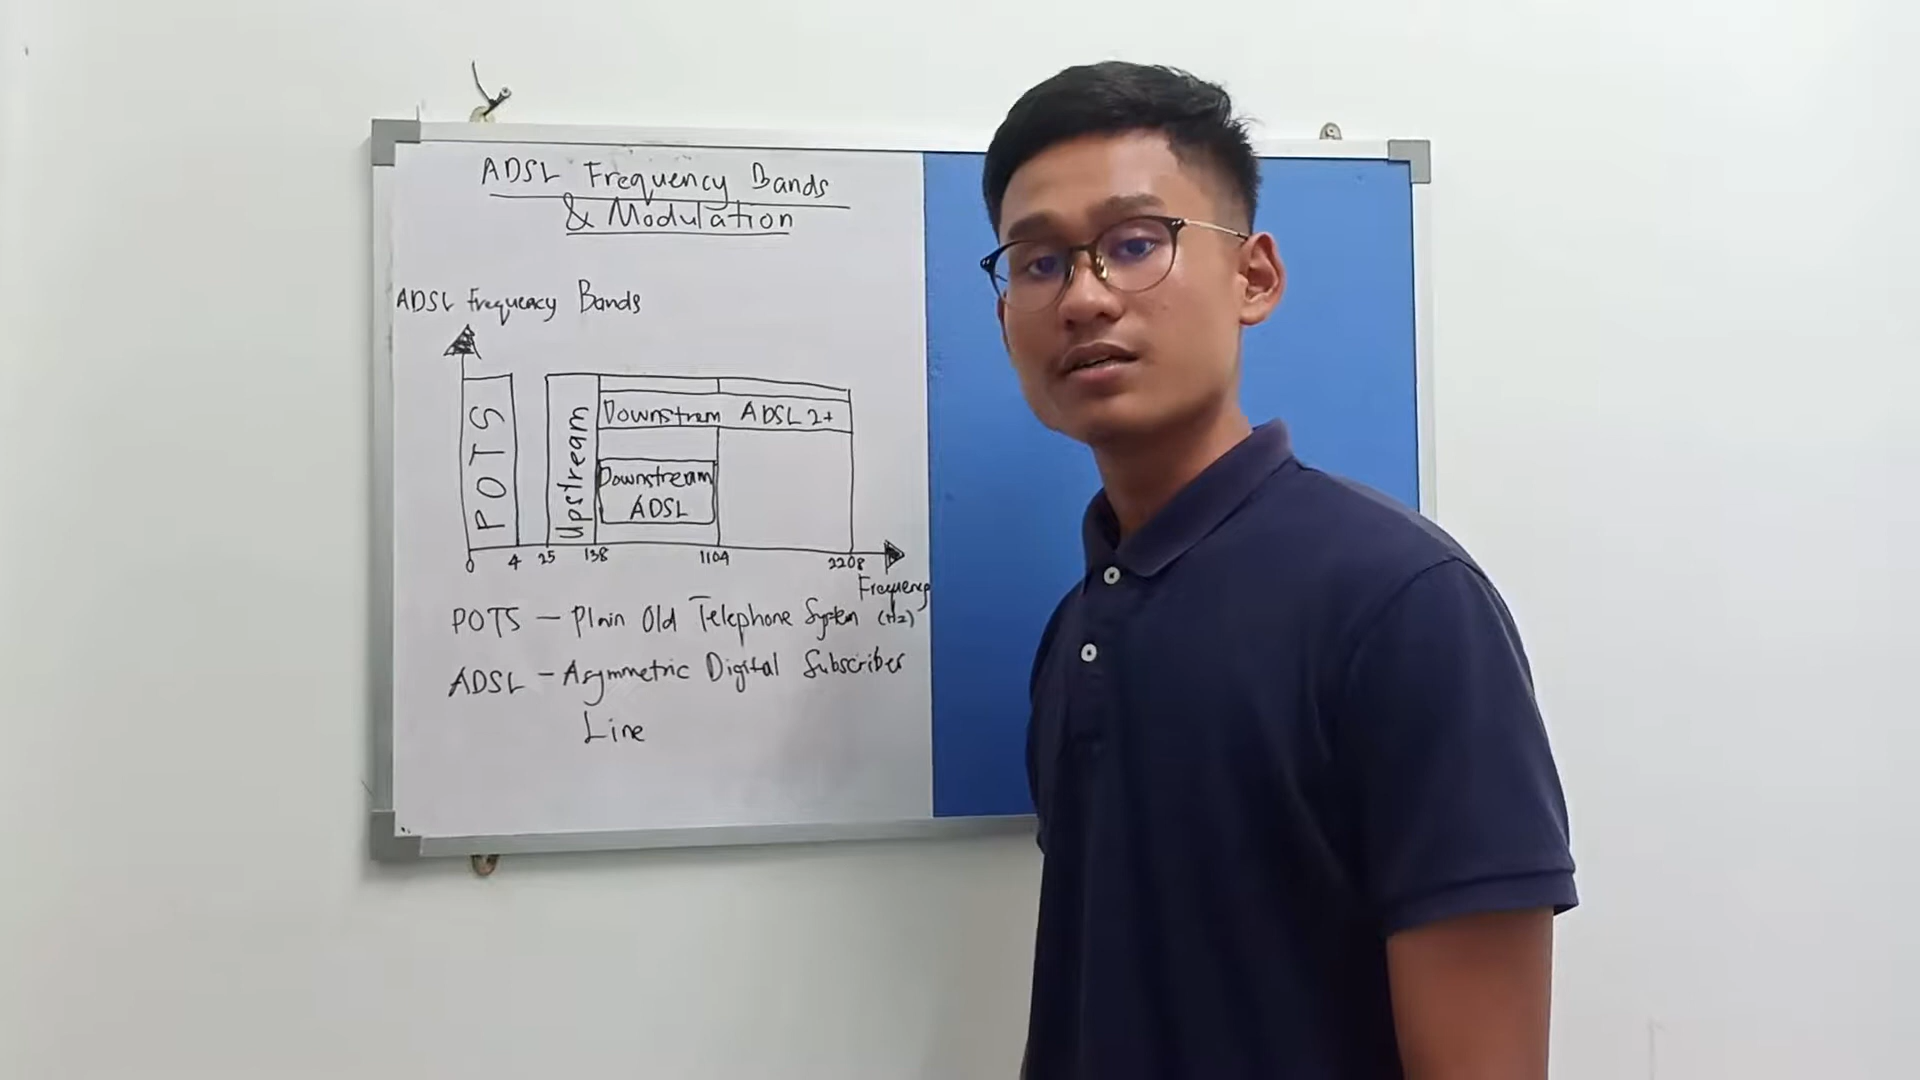 ADSL Frequency Bands
& Modulation
ADSL Frequency Bands
POTS
Upstream
Downstrem ADSL 2+
Downstream
ADSL
0 4 25 138 1104 2208
Frequency
(Hz)
POTS - Plain Old Telephone System
ADSL - Asymmetric Digital Subscriber
Line